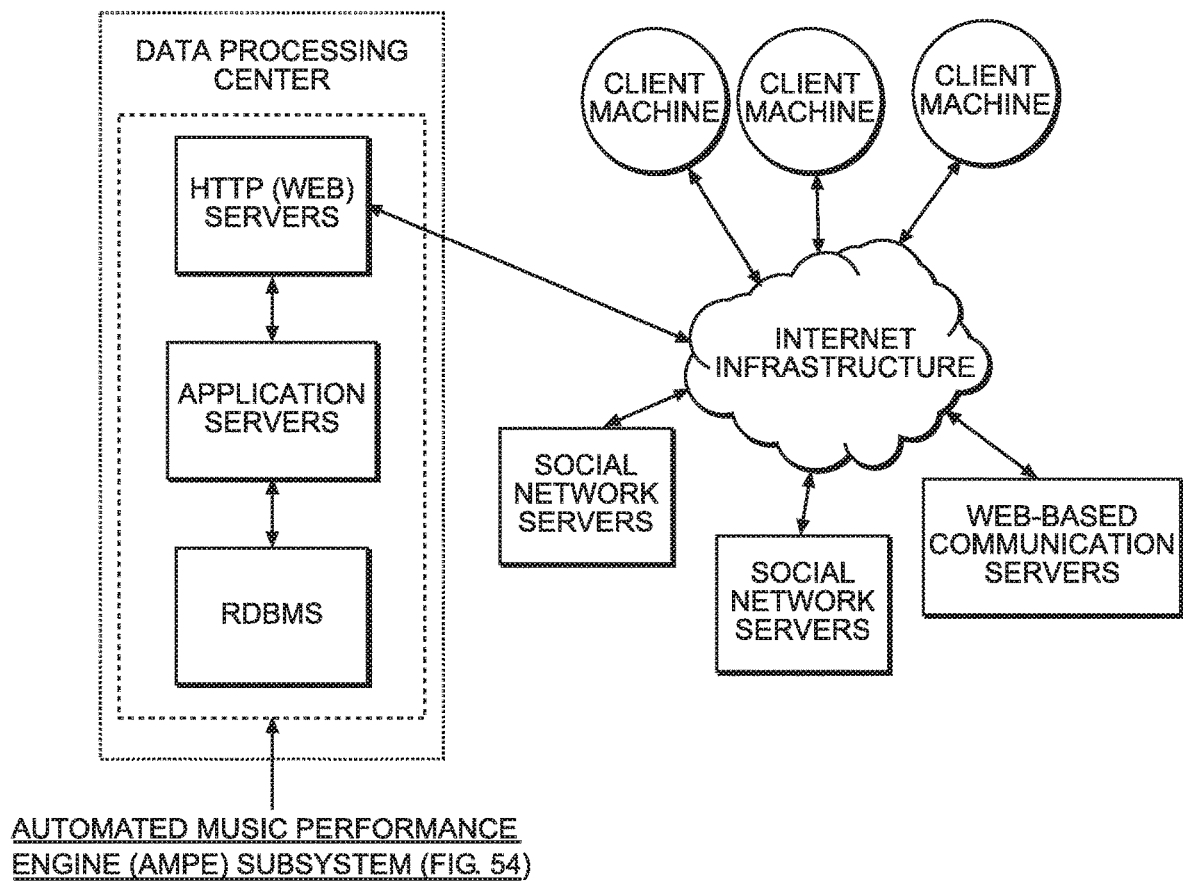 DATA PROCESSING
CENTER
HTTP (WEB)
SERVERS
APPLICATION
SERVERS
RDBMS
CLIENT
MACHINE
CLIENT
MACHINE
CLIENT
MACHINE
INTERNET
INFRASTRUCTURE
SOCIAL
NETWORK
SERVERS
SOCIAL
NETWORK
SERVERS
WEB-BASED
COMMUNICATION
SERVERS
AUTOMATED MUSIC PERFORMANCE
ENGINE (AMPE) SUBSYSTEM (FIG. 54)